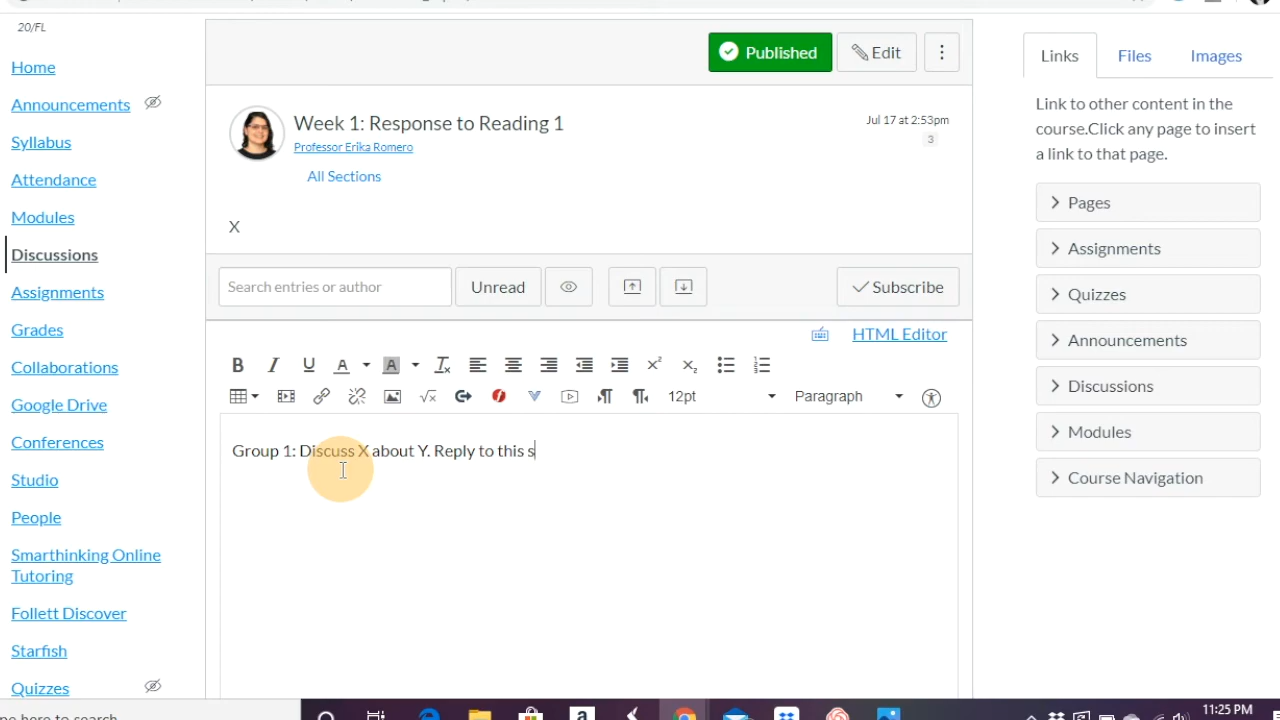 20/FL
Home
Announcements
Syllabus
Attendance
Modules
Discussions
Assignments
Grades
Collaborations
Google Drive
Conferences
Studio
People
Smarthinking Online
Tutoring
Follett Discover
Starfish
Quizzes
Published
Edit
Week 1: Response to Reading 1
Professor Erika Romero
All Sections
Jul 17 at 2:53pm
3
X
Search entries or author
Unread
Subscribe
HTML Editor
B I U A A
12pt
Paragraph
Group 1: Discuss X about Y. Reply to this s
Links
Files
Images
Link to other content in the
course.Click any page to insert
a link to that page.
Pages
Assignments
Quizzes
Announcements
Discussions
Modules
Course Navigation
pe here to search
11:25 PM